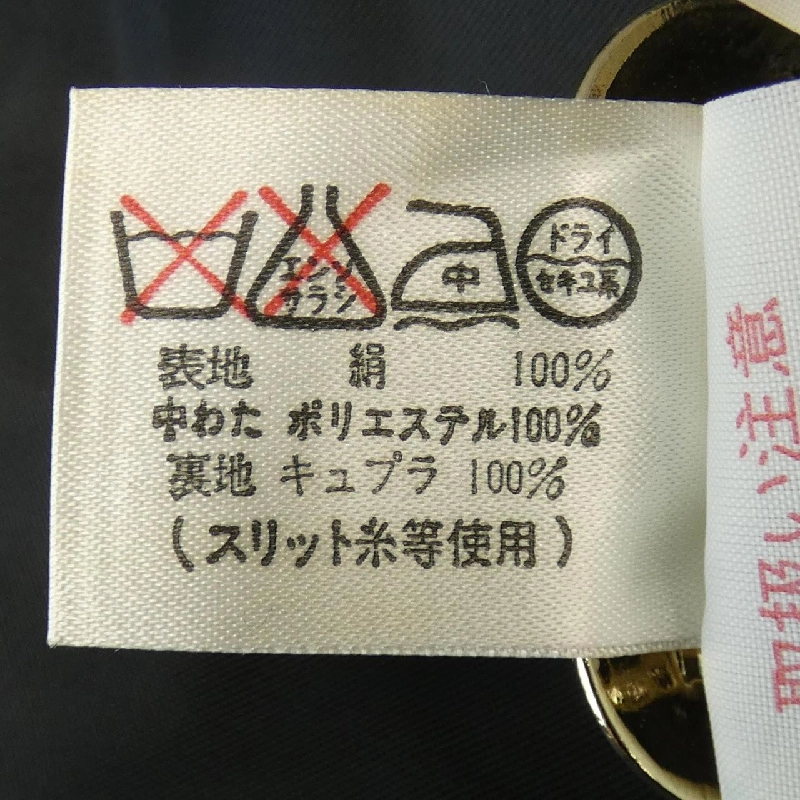 エンソ
サラシ
中
ドライ
セキユ系
表地 絹 100%
中わた ポリエステル100%
裏地 キュプラ 100%
(スリット糸等使用)
取扱い注意